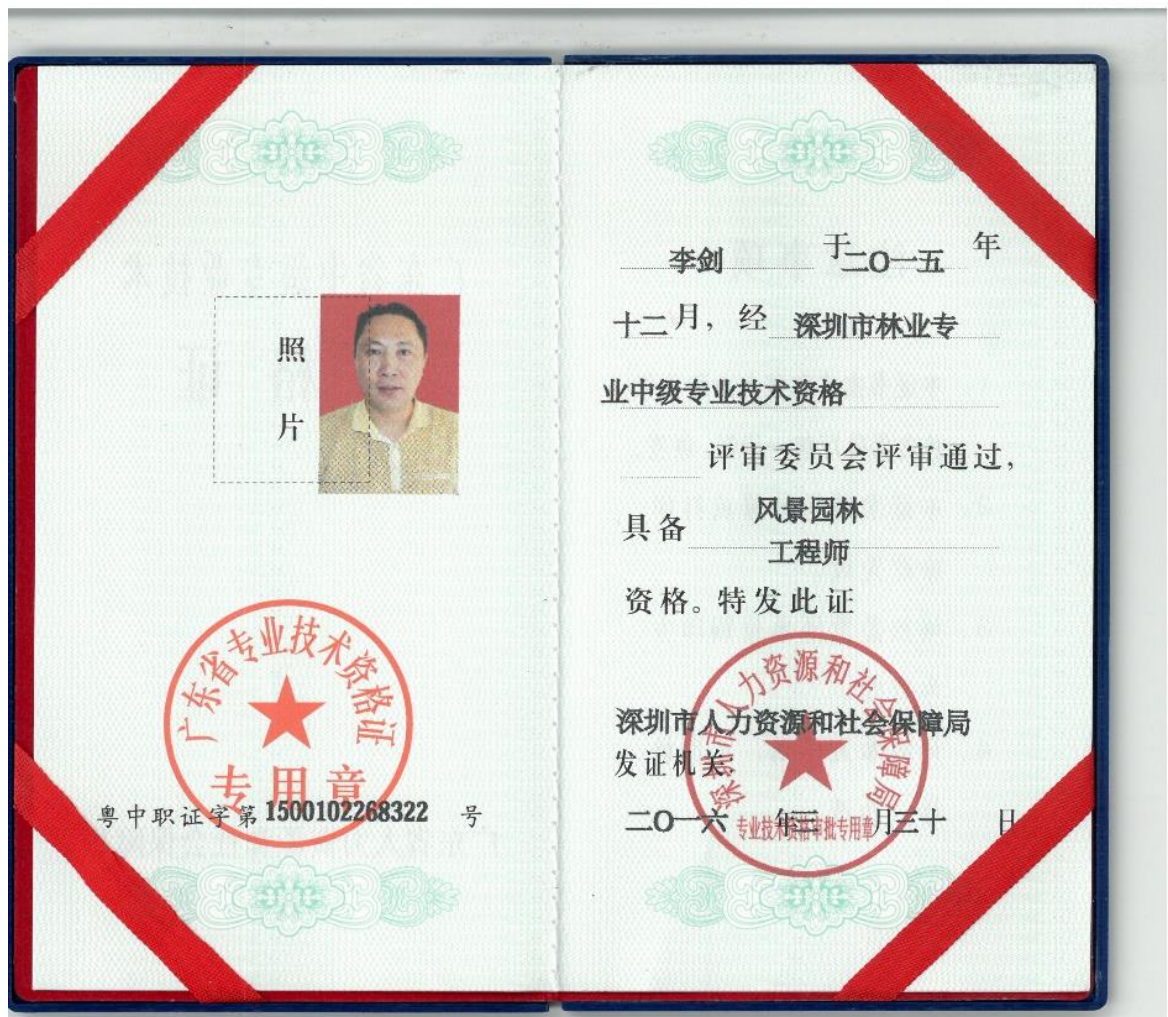 照
片
广东省专业技术资格证
专用章
粤中职证字第1500102268322 号
李剑 于二〇一五 年
十二月，经 深圳市林业专
业中级专业技术资格
评审委员会评审通过，
具备 风景园林
工程师
资格。特发此证
深圳市人力资源和社会保障局
深圳市人力资源和社会保障局
发证机关
二〇一六 年三 月三十 日
专业技术资格审批专用章